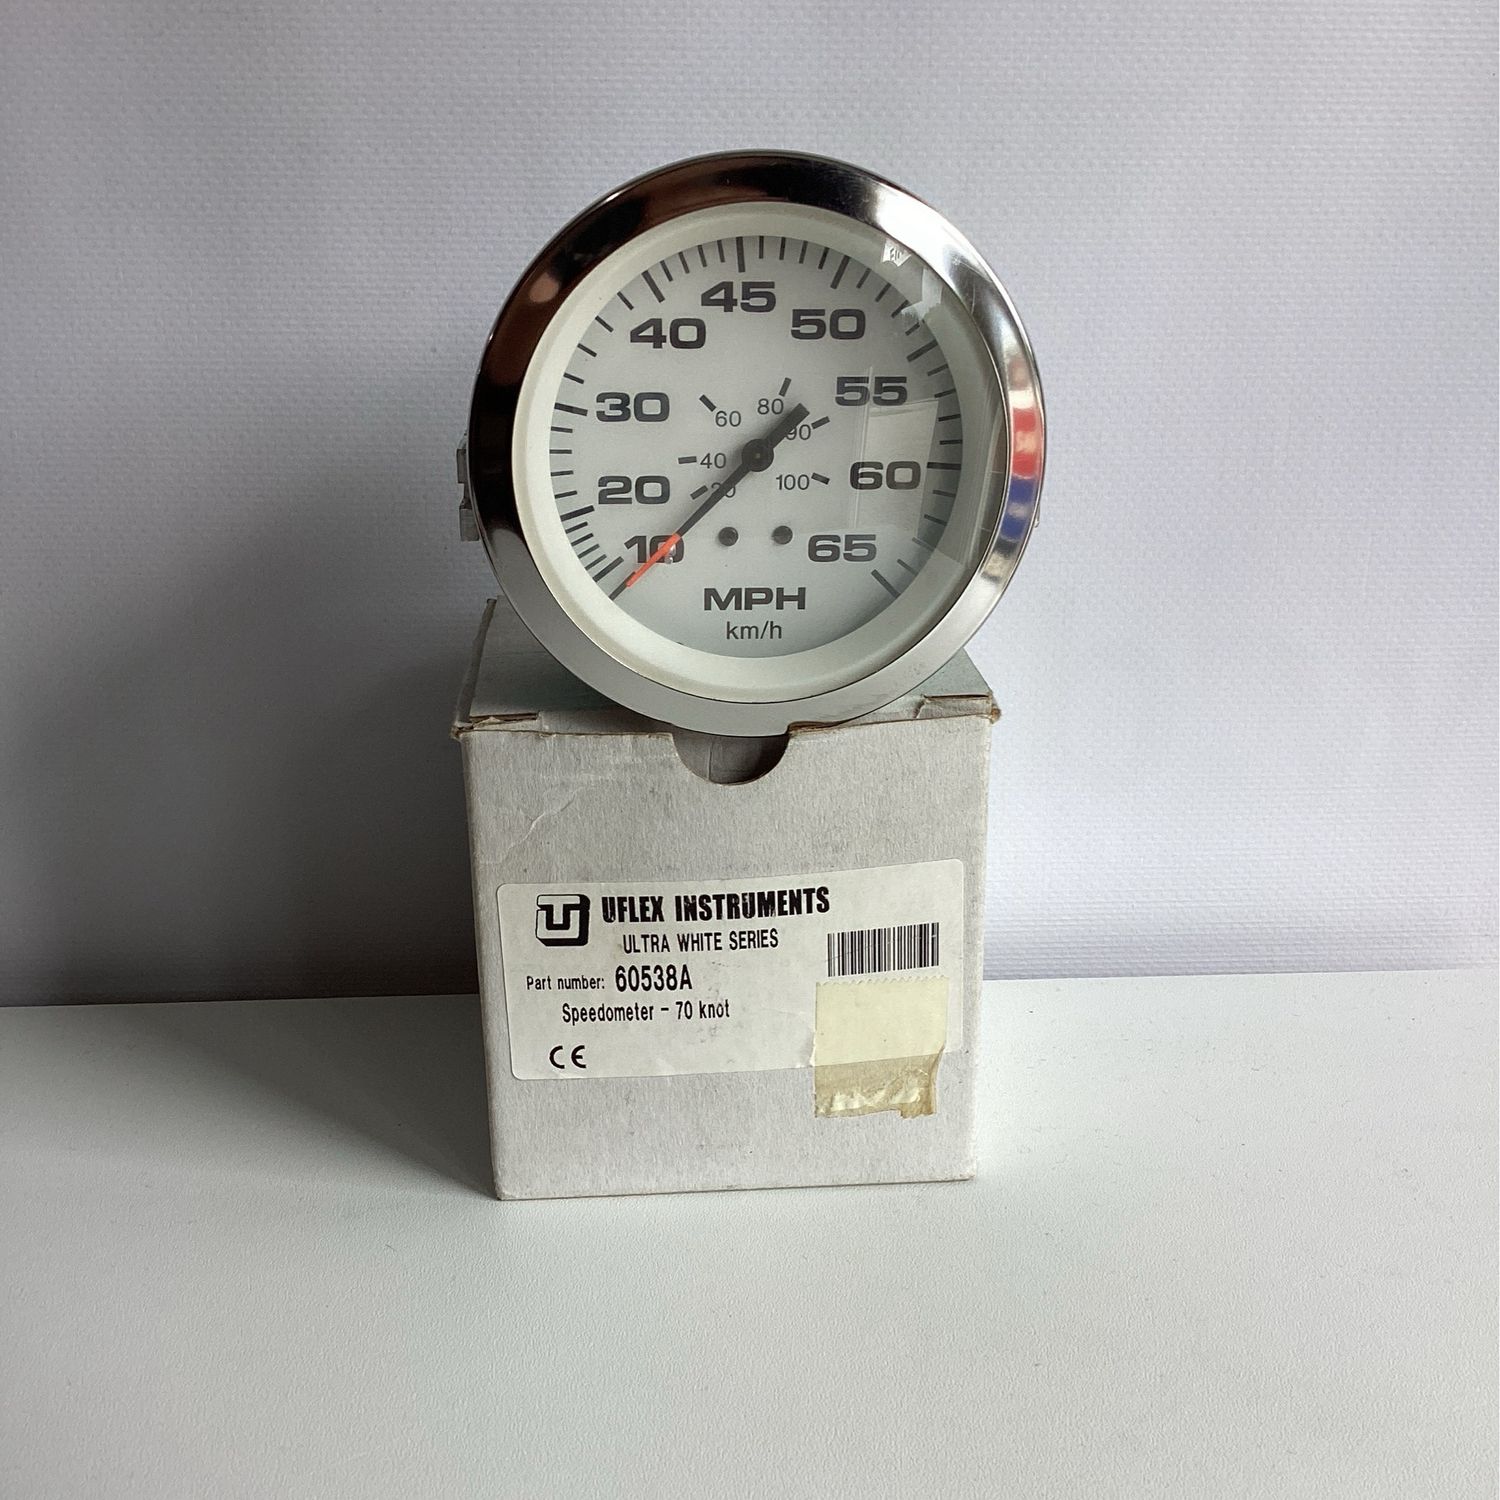 45
40
50
30
55
60
80
90
40
20
100
20
60
10
65
MPH
km/h
UFLEX INSTRUMENTS
ULTRA WHITE SERIES
Part number: 60538A
Speedometer - 70 knot
CE